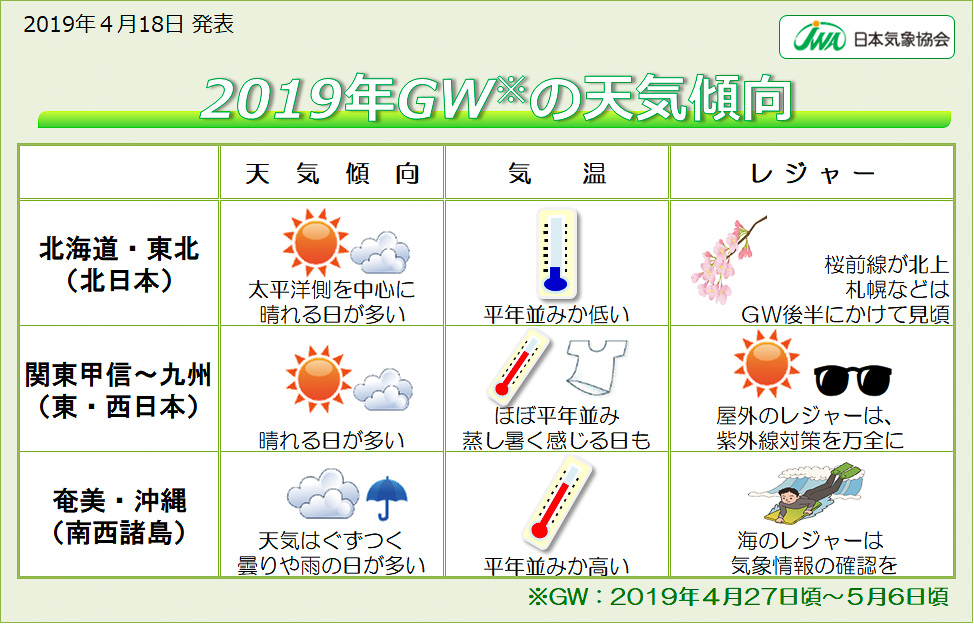 2019年４月18日 発表
JWA 日本気象協会
2019年GW※の天気傾向
天気傾向 気温 レジャー
北海道・東北
（北日本）
太平洋側を中心に
晴れる日が多い
平年並みか低い
桜前線が北上
札幌などは
ＧＷ後半にかけて見頃
関東甲信～九州
（東・西日本）
晴れる日が多い
ほぼ平年並み
蒸し暑く感じる日も
屋外のレジャーは、
紫外線対策を万全に
奄美・沖縄
（南西諸島）
天気はぐずつく
曇りや雨の日が多い
平年並みか高い
海のレジャーは
気象情報の確認を
※GW：２０１９年４月２７日頃～５月６日頃